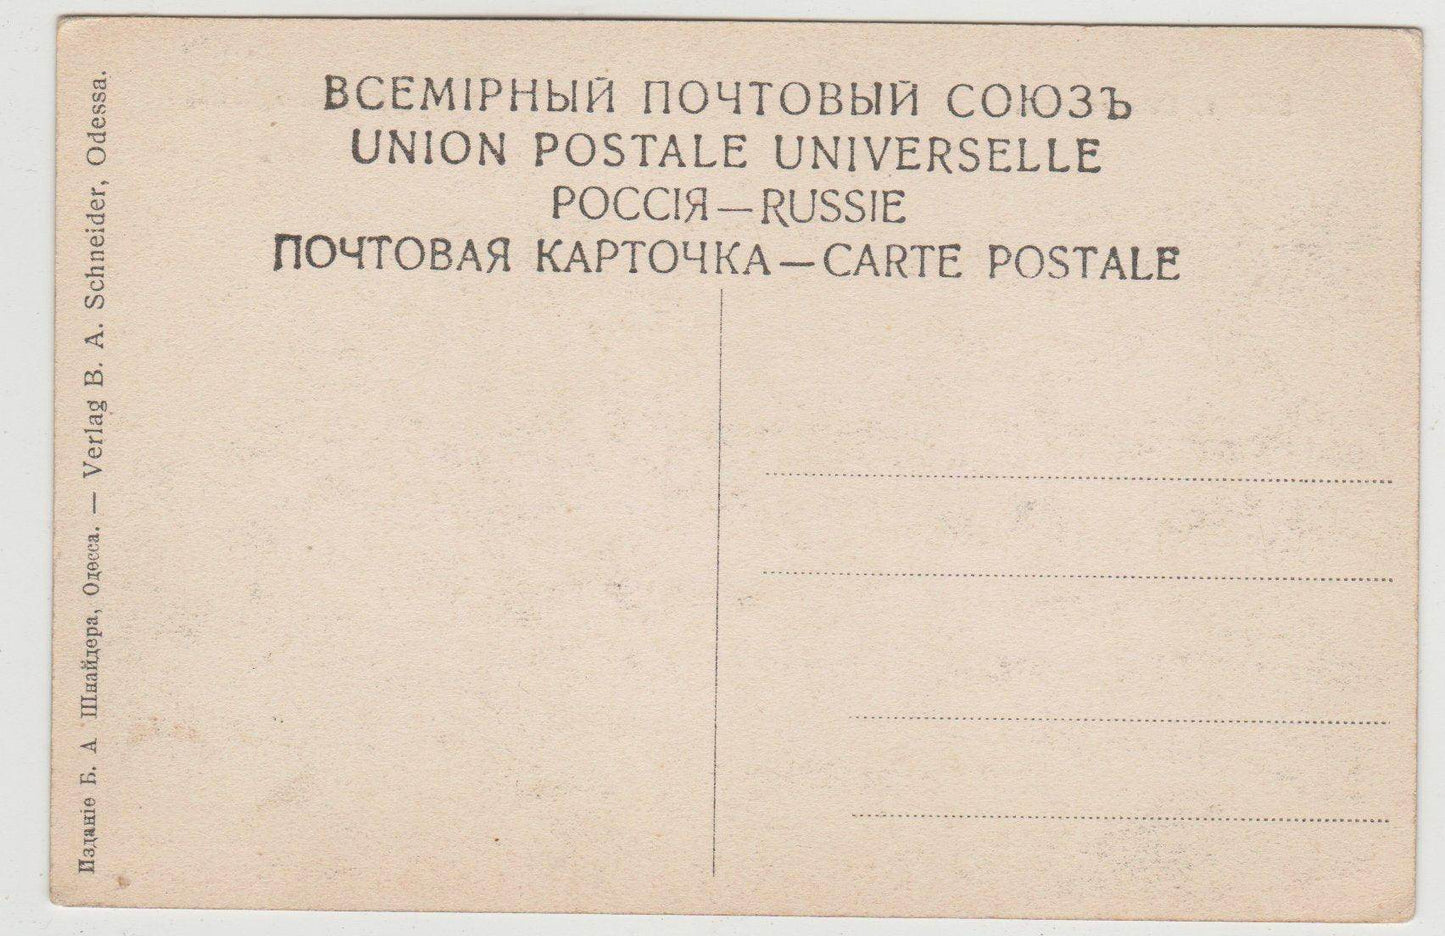 ВСЕМІРНЫЙ ПОЧТОВЫЙ СОЮЗЪ
UNION POSTALE UNIVERSELLE
РОССІЯ — RUSSIE
ПОЧТОВАЯ КАРТОЧКА — CARTE POSTALE
Изданіе Б. А Шнайдера, Одесса. — Verlag B. A. Schneider, Odessa.